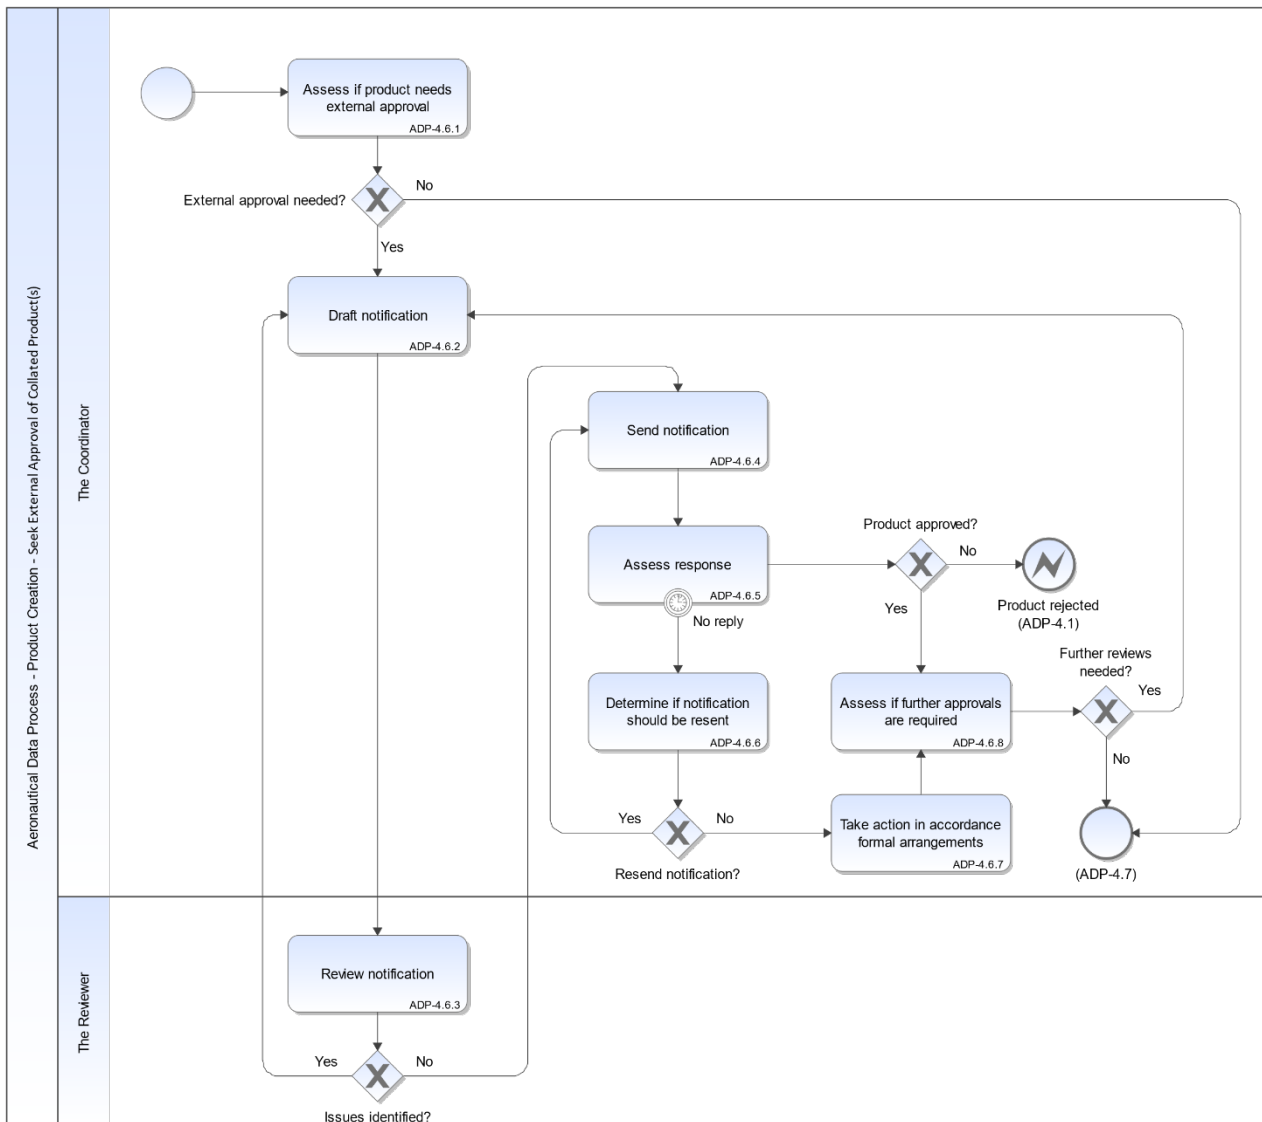 Aeronautical Data Process - Product Creation - Seek External Approval of Collated Product(s)
The Coordinator
Assess if product needs
external approval
ADP-4.6.1
External approval needed?
No
Yes
Draft notification
ADP-4.6.2
Send notification
ADP-4.6.4
Product approved?
Assess response
ADP-4.6.5
No
Yes
No reply
Product rejected
(ADP-4.1)
Further reviews
needed?
Yes
Determine if notification
should be resent
ADP-4.6.6
Assess if further approvals
are required
ADP-4.6.8
No
Yes
No
Resend notification?
Take action in accordance
formal arrangements
ADP-4.6.7
(ADP-4.7)
The Reviewer
Review notification
ADP-4.6.3
Yes
No
Issues identified?